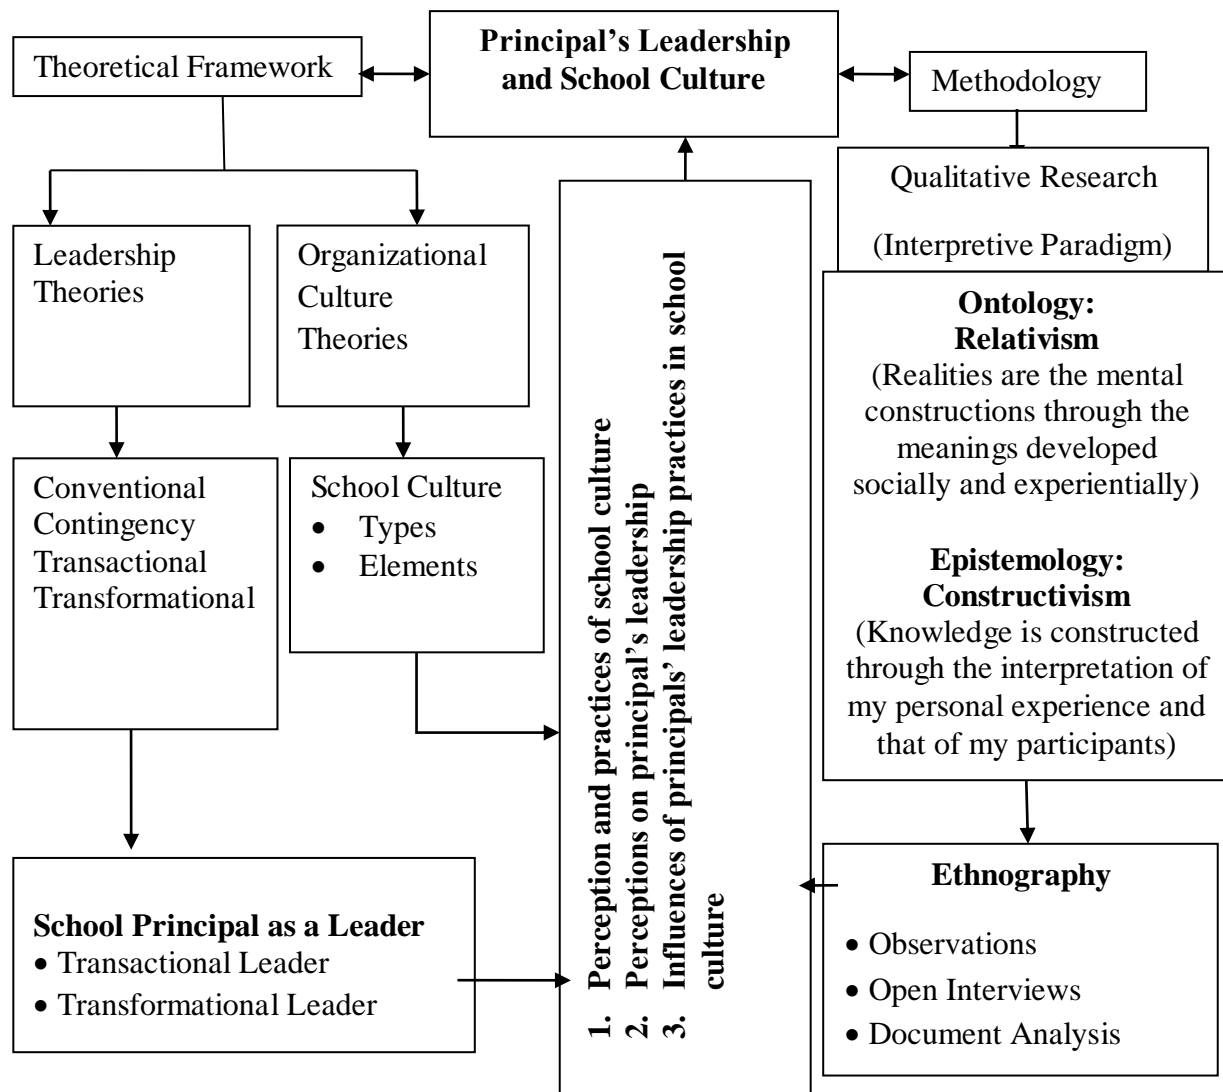 Principal's Leadership
and School Culture
Theoretical Framework
Methodology
Leadership
Theories
Organizational
Culture
Theories
Conventional
Contingency
Transactional
Transformational
School Culture
• Types
• Elements
School Principal as a Leader
• Transactional Leader
• Transformational Leader
1. Perception and practices of school culture
2. Perceptions on principal's leadership
3. Influences of principals' leadership practices in school
culture
Qualitative Research
(Interpretive Paradigm)
Ontology:
Relativism
(Realities are the mental
constructions through the
meanings developed
socially and experientially)
Epistemology:
Constructivism
(Knowledge is constructed
through the interpretation of
my personal experience and
that of my participants)
Ethnography
• Observations
• Open Interviews
• Document Analysis